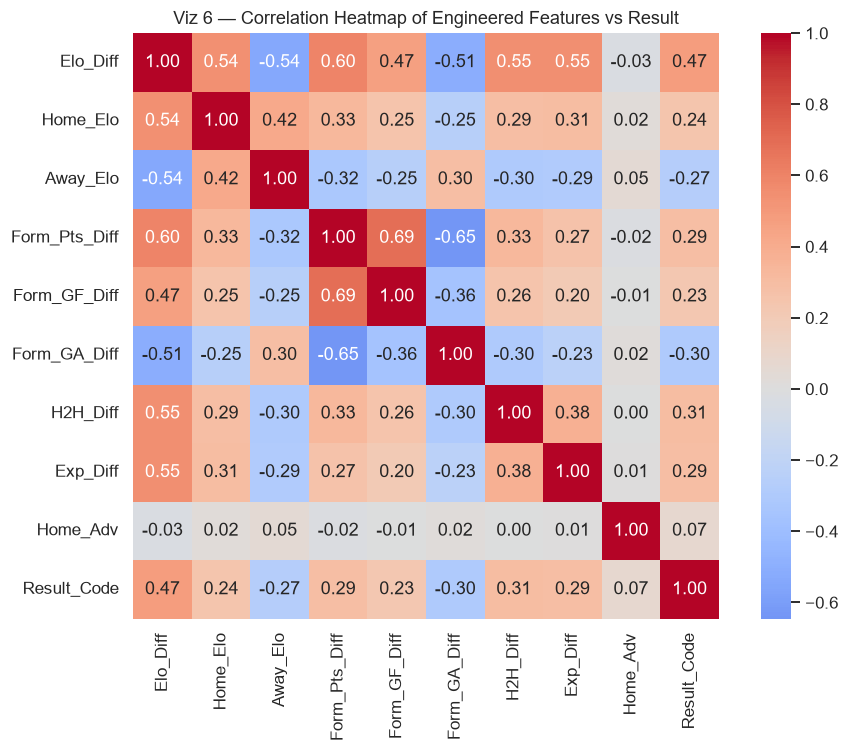 Viz 6 — Correlation Heatmap of Engineered Features vs Result
Elo_Diff 1.00 0.54 -0.54 0.60 0.47 -0.51 0.55 0.55 -0.03 0.47
Home_Elo 0.54 1.00 0.42 0.33 0.25 -0.25 0.29 0.31 0.02 0.24
Away_Elo -0.54 0.42 1.00 -0.32 -0.25 0.30 -0.30 -0.29 0.05 -0.27
Form_Pts_Diff 0.60 0.33 -0.32 1.00 0.69 -0.65 0.33 0.27 -0.02 0.29
Form_GF_Diff 0.47 0.25 -0.25 0.69 1.00 -0.36 0.26 0.20 -0.01 0.23
Form_GA_Diff -0.51 -0.25 0.30 -0.65 -0.36 1.00 -0.30 -0.23 0.02 -0.30
H2H_Diff 0.55 0.29 -0.30 0.33 0.26 -0.30 1.00 0.38 0.00 0.31
Exp_Diff 0.55 0.31 -0.29 0.27 0.20 -0.23 0.38 1.00 0.01 0.29
Home_Adv -0.03 0.02 0.05 -0.02 -0.01 0.02 0.00 0.01 1.00 0.07
Result_Code 0.47 0.24 -0.27 0.29 0.23 -0.30 0.31 0.29 0.07 1.00
Elo_Diff
Home_Elo
Away_Elo
Form_Pts_Diff
Form_GF_Diff
Form_GA_Diff
H2H_Diff
Exp_Diff
Home_Adv
Result_Code
1.0
0.8
0.6
0.4
0.2
0.0
−0.2
−0.4
−0.6